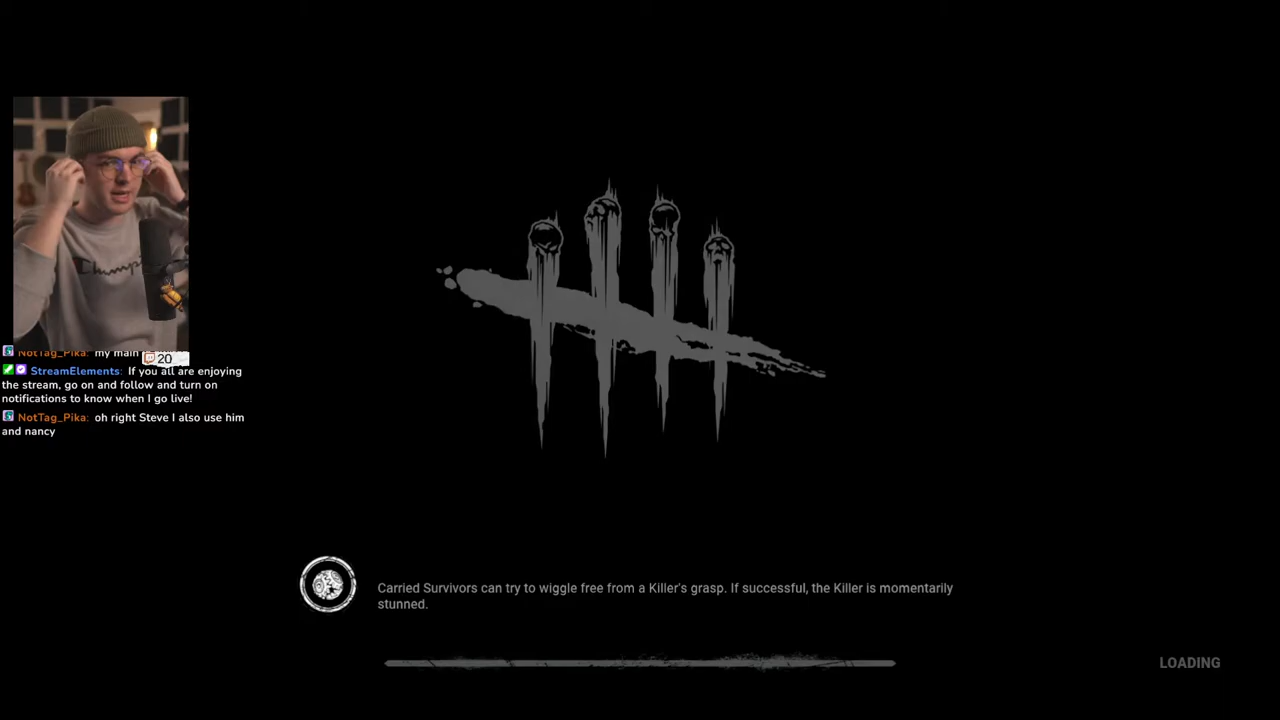 Champ
NotTag_Pika: my main
20
StreamElements: If you all are enjoying
the stream, go on and follow and turn on
notifications to know when I go live!
NotTag_Pika: oh right Steve I also use him
and nancy
Carried Survivors can try to wiggle free from a Killer's grasp. If successful, the Killer is momentarily
stunned.
LOADING